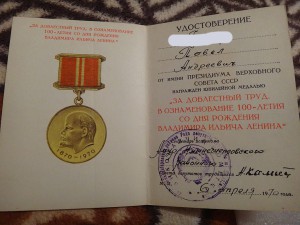 "ЗА ДОБЛЕСТНЫЙ ТРУД.
В ОЗНАМЕНОВАНИЕ
100-ЛЕТИЯ
СО ДНЯ РОЖДЕНИЯ
ВЛАДИМИРА ИЛЬИЧА
ЛЕНИНА"
1870-1970
УДОСТОВЕРЕНИЕ
Павел
Андреевич
ОТ ИМЕНИ ПРЕЗИДИУМА ВЕРХОВНОГО
СОВЕТА СССР
НАГРАЖДЕН ЮБИЛЕЙНОЙ МЕДАЛЬЮ
"ЗА ДОБЛЕСТНЫЙ ТРУД.
В ОЗНАМЕНОВАНИЕ 100-ЛЕТИЯ
СО ДНЯ РОЖДЕНИЯ
ВЛАДИМИРА ИЛЬИЧА ЛЕНИНА"
апреля 1970